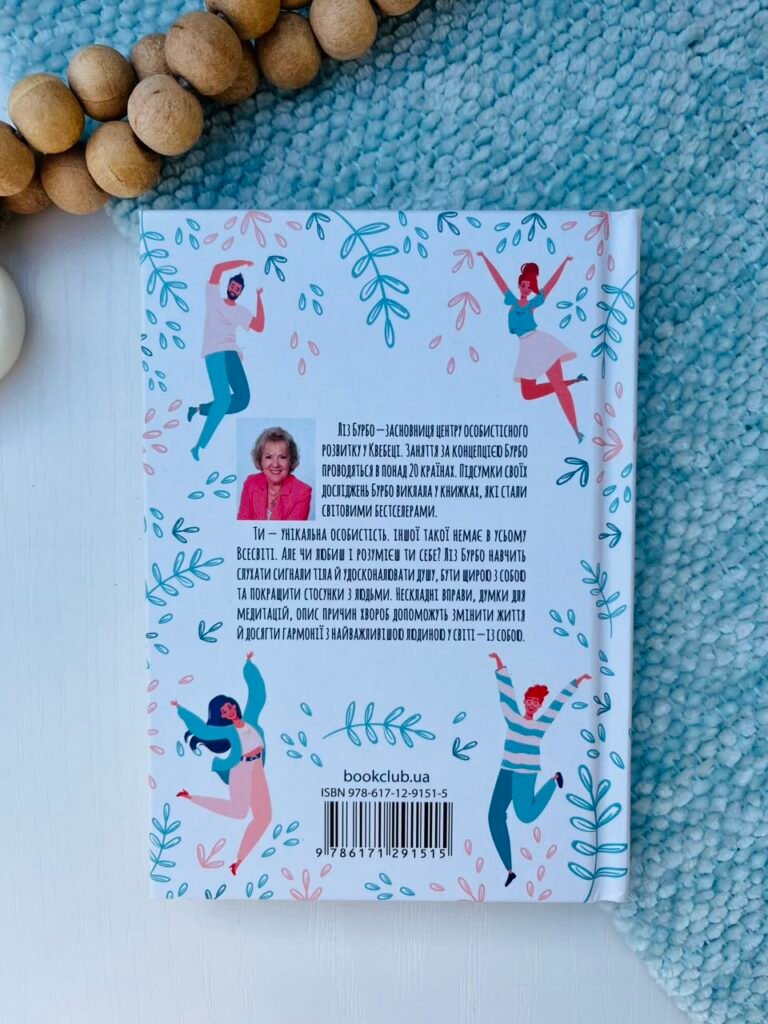 Ліз Бурбо – засновниця центру особистісного
розвитку у Квебеці. Заняття за концепцією Бурбо
проводяться в понад 20 країнах. Підсумки своїх
досліджень Бурбо виклала у книжках, які стали
світовими бестселерами.
Ти – унікальна особистість. Іншої такої немає в усьому
Всесвіті. Але чи любиш і розумієш ти себе? Ліз Бурбо навчить
слухати сигнали тіла й удосконалювати душу, бути щирою з собою
та покращити стосунки з людьми. Нескладні вправи, думки для
медитацій, опис причин хвороб допоможуть змінити життя
й досягти гармонії з найважливішою людиною у світі – із собою.
bookclub.ua
ISBN 978-617-12-9151-5
9 786171 291515